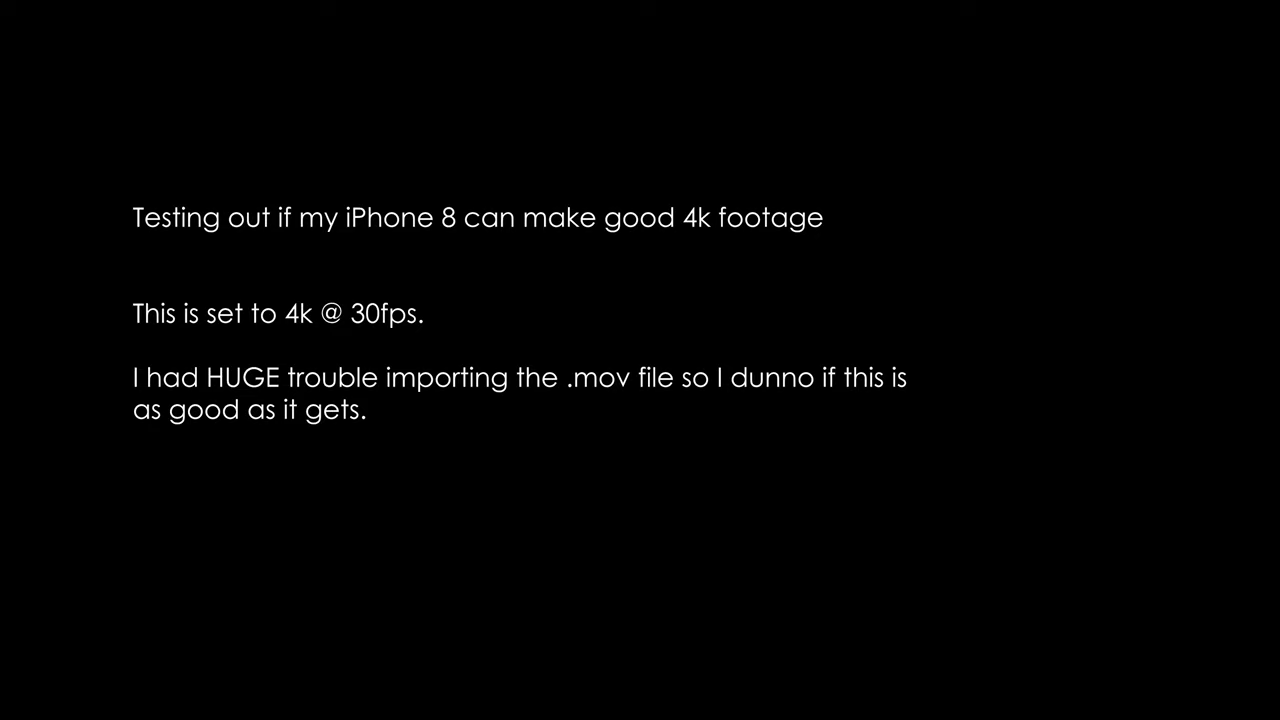 Testing out if my iPhone 8 can make good 4k footage
This is set to 4k @ 30fps.
I had HUGE trouble importing the .mov file so I dunno if this is
as good as it gets.